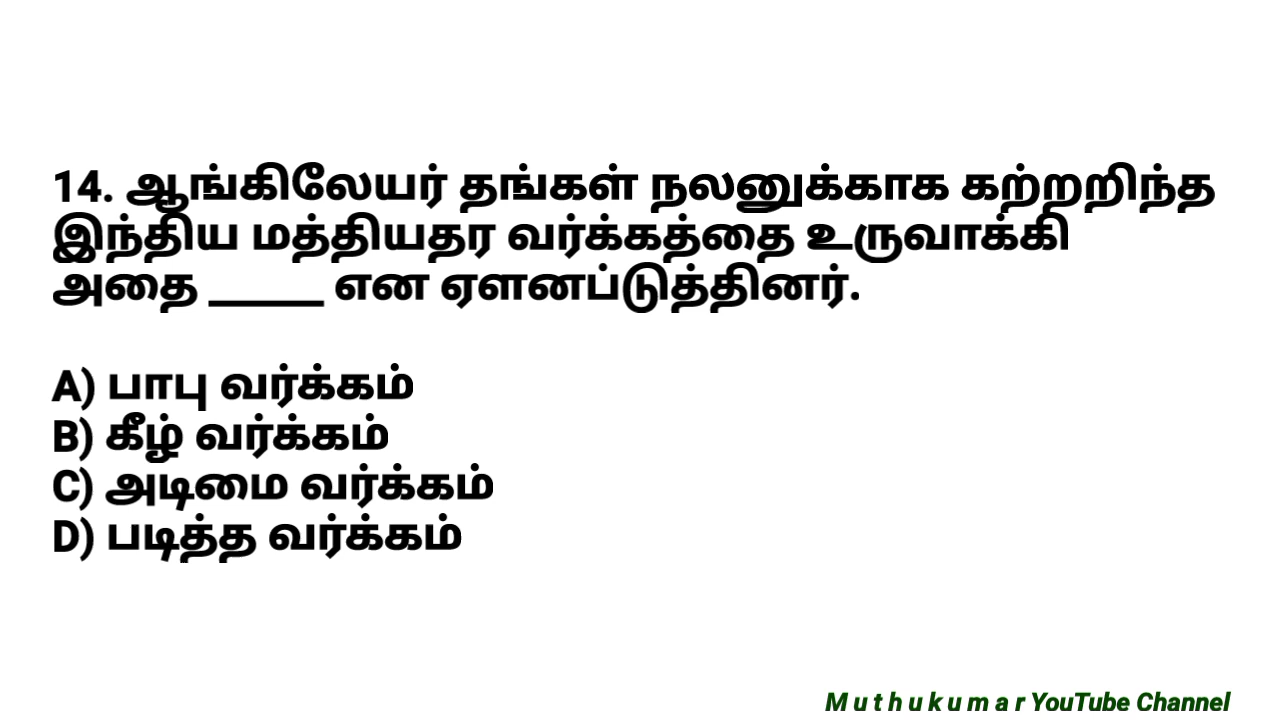 14. ஆங்கிலேயர் தங்கள் நலனுக்காக கற்றறிந்த
இந்திய மத்தியதர வர்க்கத்தை உருவாக்கி
அதை ______ என ஏளனப்டுத்தினர்.
A) பாபு வர்க்கம்
B) கீழ் வர்க்கம்
C) அடிமை வர்க்கம்
D) படித்த வர்க்கம்
M u t h u k u m a r YouTube Channel